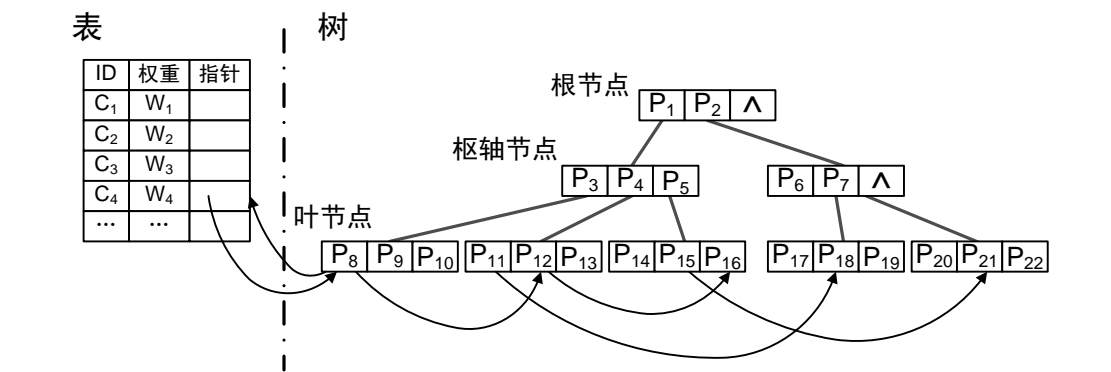 表
树
ID 权重 指针
C1 W1
C2 W2
C3 W3
C4 W4
... ...
根节点
P1 P2 ∧
枢轴节点
P3 P4 P5
P6 P7 ∧
叶节点
P8 P9 P10
P11 P12 P13
P14 P15 P16
P17 P18 P19
P20 P21 P22